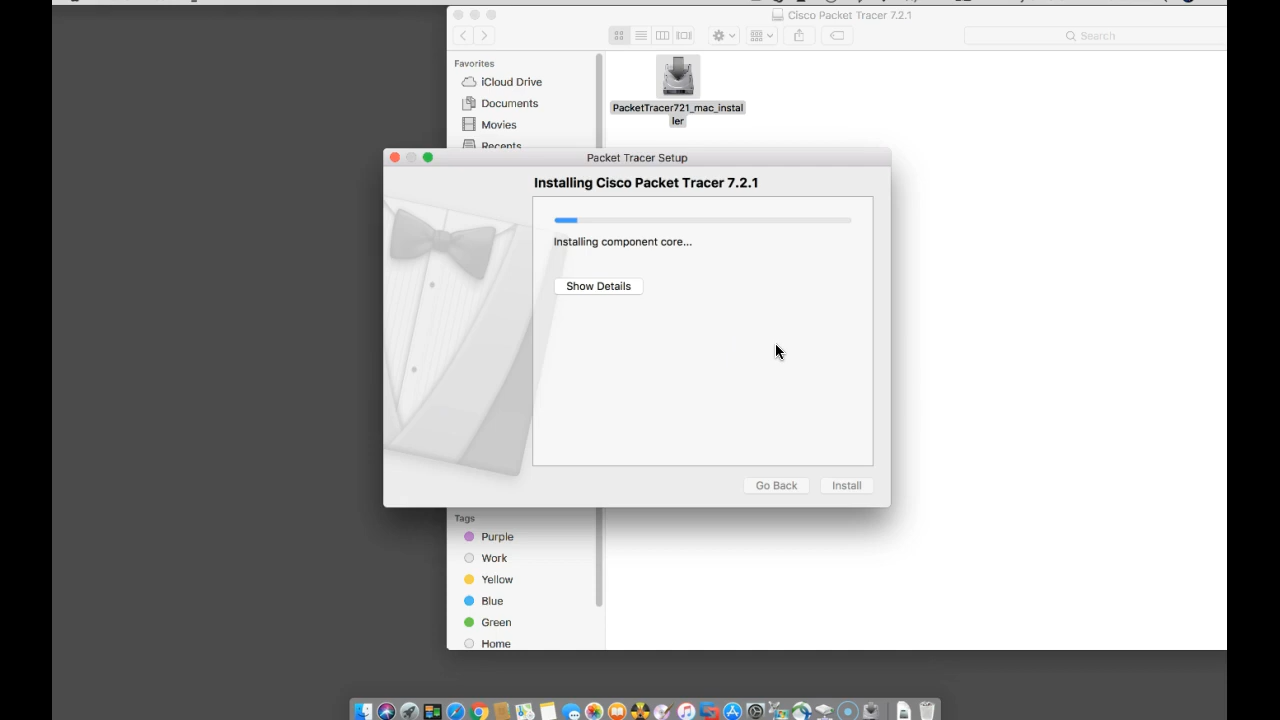 Cisco Packet Tracer 7.2.1
Search
Favorites
iCloud Drive
Documents
Movies
Recents
PacketTracer721_mac_instal
ler
Packet Tracer Setup
Installing Cisco Packet Tracer 7.2.1
Installing component core...
Show Details
Go Back
Install
Tags
Purple
Work
Yellow
Blue
Green
Home